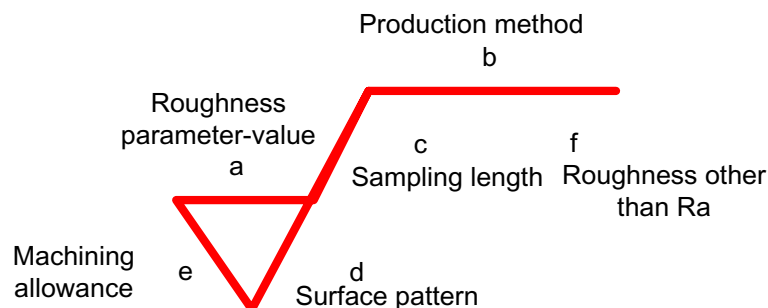 Production method
b
Roughness
parameter-value
a
c
Sampling length
f
Roughness other
than Ra
Machining
allowance
e
d
Surface pattern